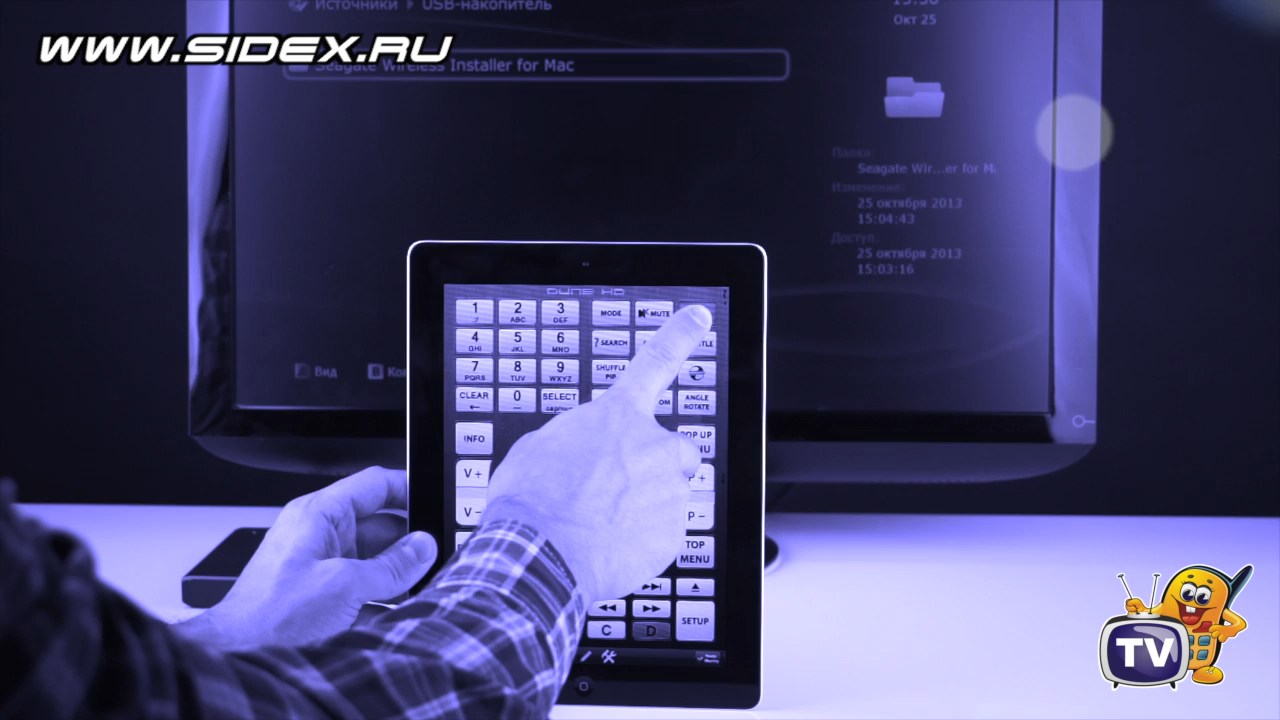 WWW.SIDEX.RU
Источники ▸ USB-накопитель
Seagate Wireless Installer for Mac
Окт 25
Папка:
Seagate Wir...er for M.
Изменение:
25 октября 2013
15:04:43
Доступ:
25 октября 2013
15:03:16
Вид
DUNE HD
1 2 ABC 3 DEF MODE MUTE
4 GHI 5 JKL 6 MNO ? SEARCH
7 PQRS 8 TUV 9 WXYZ SHUFFLE
CLEAR 0 SELECT ANGLE ROTATE
INFO
V+
P+
V-
P-
TOP MENU
SETUP
C D
TV